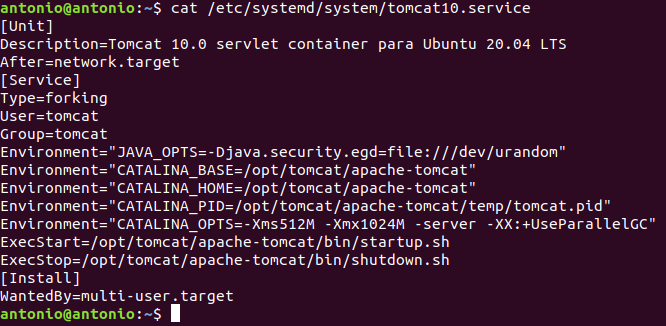 antonio@antonio:~$ cat /etc/systemd/system/tomcat10.service
[Unit]
Description=Tomcat 10.0 servlet container para Ubuntu 20.04 LTS
After=network.target
[Service]
Type=forking
User=tomcat
Group=tomcat
Environment="JAVA_OPTS=-Djava.security.egd=file:///dev/urandom"
Environment="CATALINA_BASE=/opt/tomcat/apache-tomcat"
Environment="CATALINA_HOME=/opt/tomcat/apache-tomcat"
Environment="CATALINA_PID=/opt/tomcat/apache-tomcat/temp/tomcat.pid"
Environment="CATALINA_OPTS=-Xms512M -Xmx1024M -server -XX:+UseParallelGC"
ExecStart=/opt/tomcat/apache-tomcat/bin/startup.sh
ExecStop=/opt/tomcat/apache-tomcat/bin/shutdown.sh
[Install]
WantedBy=multi-user.target
antonio@antonio:~$